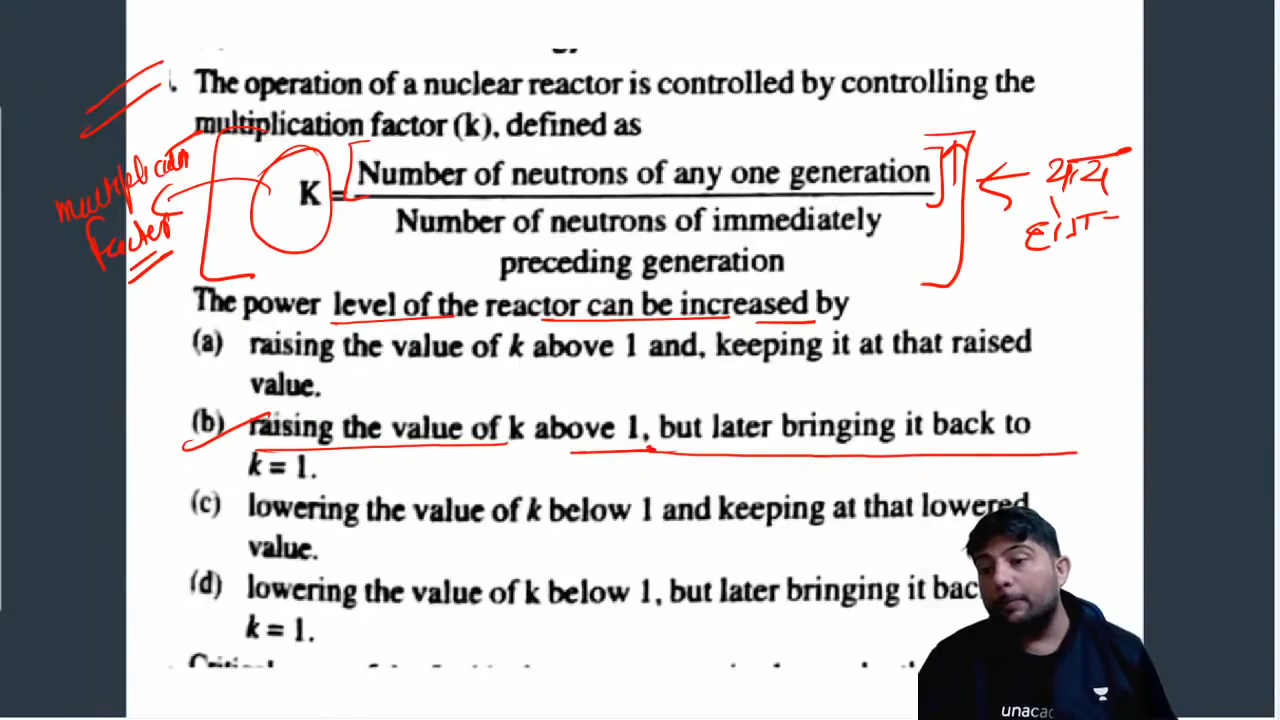 . The operation of a nuclear reactor is controlled by controlling the
multiplication factor (k), defined as
multiplication
factor
K = Number of neutrons of any one generation
Number of neutrons of immediately
preceding generation
The power level of the reactor can be increased by
(a) raising the value of k above 1 and, keeping it at that raised
value.
(b) raising the value of k above 1, but later bringing it back to
k = 1.
(c) lowering the value of k below 1 and keeping at that lowered
value.
(d) lowering the value of k below 1, but later bringing it bac
k = 1.
unacad